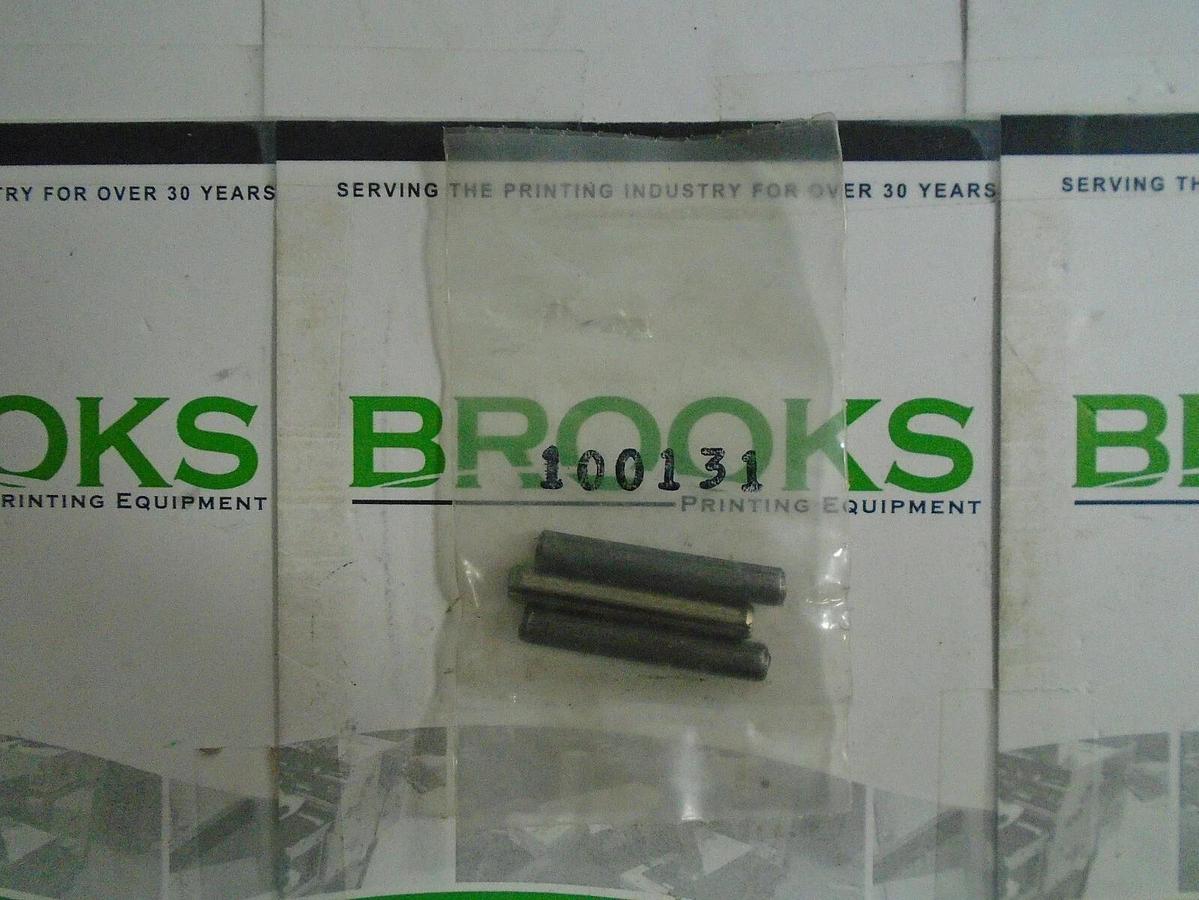 RY FOR OVER 30 YEARS
SERVING THE PRINTING INDUSTRY FOR OVER 30 YEARS
SERVING TH
OKS
RINTING EQUIPMENT
BROOKS
PRINTING EQUIPMENT
100131
B